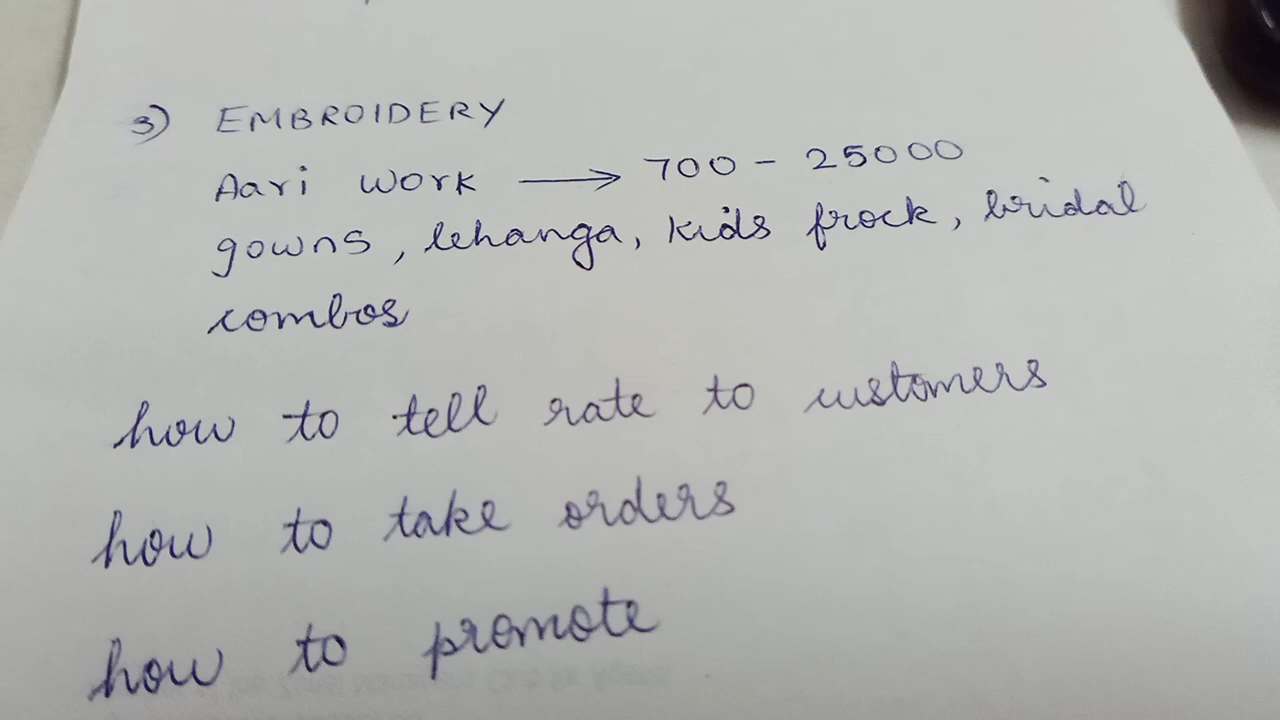 3) EMBROIDERY
Aari work → 700 - 25000
gowns, lehanga, kids frock, bridal
combos
how to tell rate to customers
how to take orders
how to promote